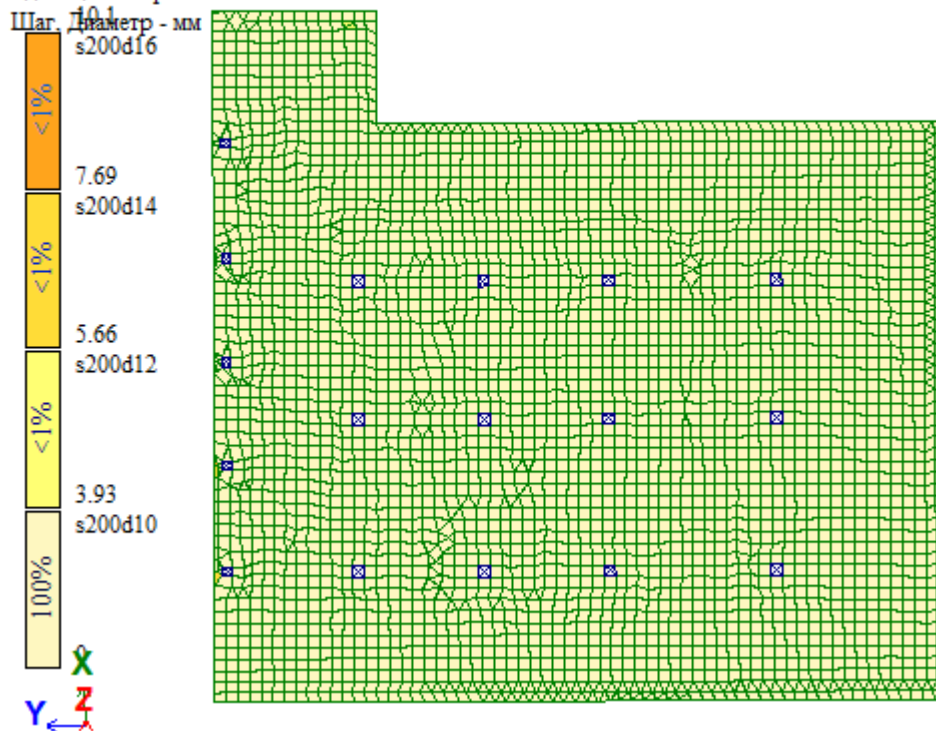 Шаг, Диаметр - мм
10.1
s200d16
<1%
7.69
s200d14
<1%
5.66
s200d12
<1%
3.93
s200d10
100%
X
Z
Y